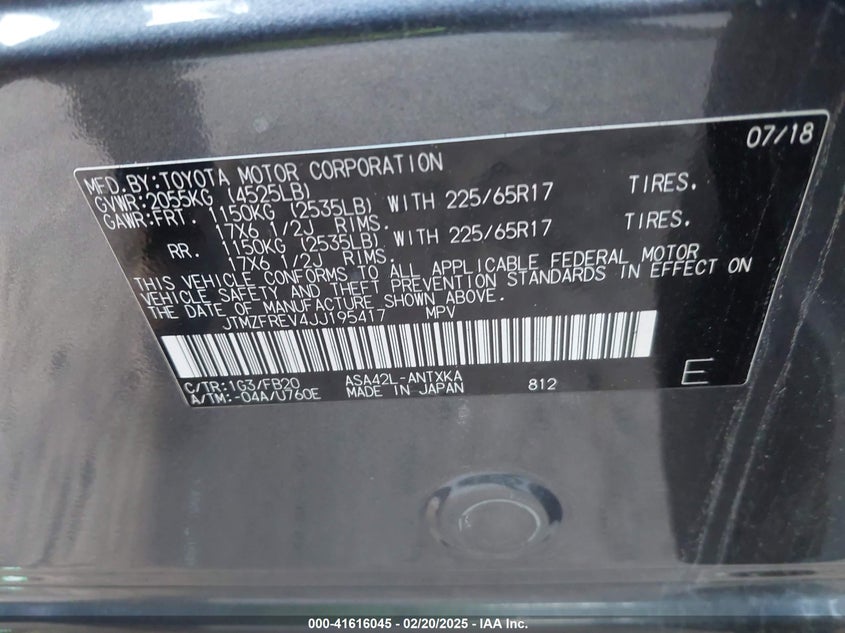 07/18
MFD.BY:TOYOTA MOTOR CORPORATION
GVWR:2055KG (4525LB)
GAWR:FRT. 1150KG (2535LB) WITH 225/65R17 TIRES.
17X6 1/2J RIMS.
RR. 1150KG (2535LB) WITH 225/65R17 TIRES.
17X6 1/2J RIMS.
THIS VEHICLE CONFORMS TO ALL APPLICABLE FEDERAL MOTOR
VEHICLE SAFETY AND THEFT PREVENTION STANDARDS IN EFFECT ON
THE DATE OF MANUFACTURE SHOWN ABOVE.
JTMZFREV4JJ195417 MPV
C/TR:1G3/FB20 ASA42L-ANTXKA
A/TM:-04A/U760E MADE IN JAPAN 812 E
000-41616045 - 02/20/2025 - IAA Inc.